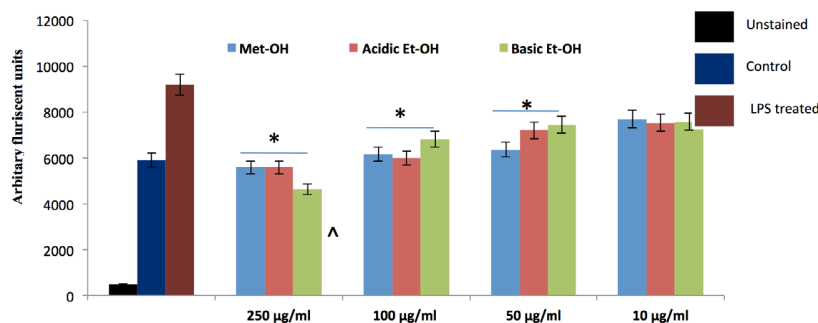 12000
10000
8000
6000
4000
2000
0
Arbitary fluriscent units
Met-OH Acidic Et-OH Basic Et-OH
Unstained
Control
LPS treated
* * *
^
250 µg/ml 100 µg/ml 50 µg/ml 10 µg/ml